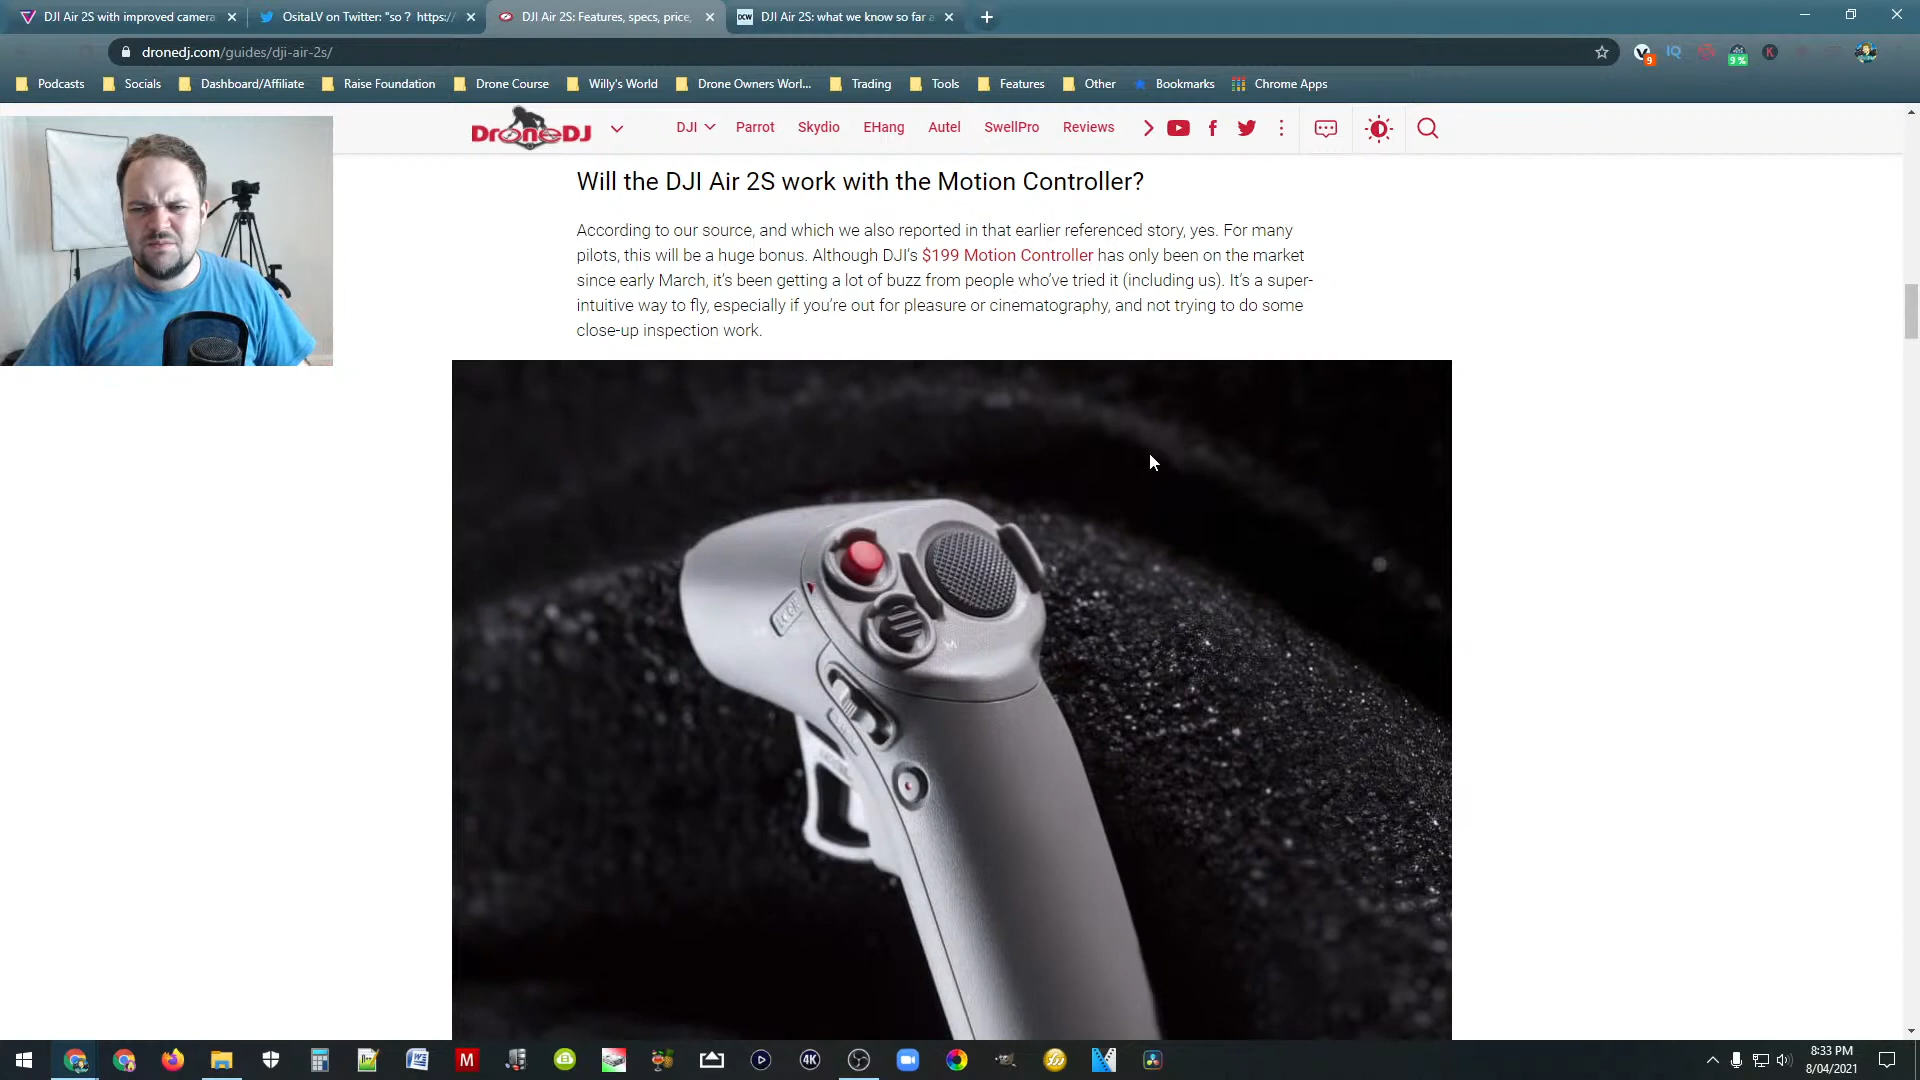 DJI Air 2S with improved camera
OsitaLV on Twitter: "so ? https:/
DJI Air 2S: Features, specs, price,
DCW
DJI Air 2S: what we know so far a
dronedj.com/guides/dji-air-2s/
9
IQ
9%
K
Podcasts
Socials
Dashboard/Affiliate
Raise Foundation
Drone Course
Willy's World
Drone Owners Worl...
Trading
Tools
Features
Other
Bookmarks
Chrome Apps
DRONEDJ
DJI
Parrot
Skydio
EHang
Autel
SwellPro
Reviews
Will the DJI Air 2S work with the Motion Controller?
According to our source, and which we also reported in that earlier referenced story, yes. For many
pilots, this will be a huge bonus. Although DJI's $199 Motion Controller has only been on the market
since early March, it's been getting a lot of buzz from people who've tried it (including us). It's a super-
intuitive way to fly, especially if you're out for pleasure or cinematography, and not trying to do some
close-up inspection work.
LOCK
M
4K
8:33 PM
8/04/2021